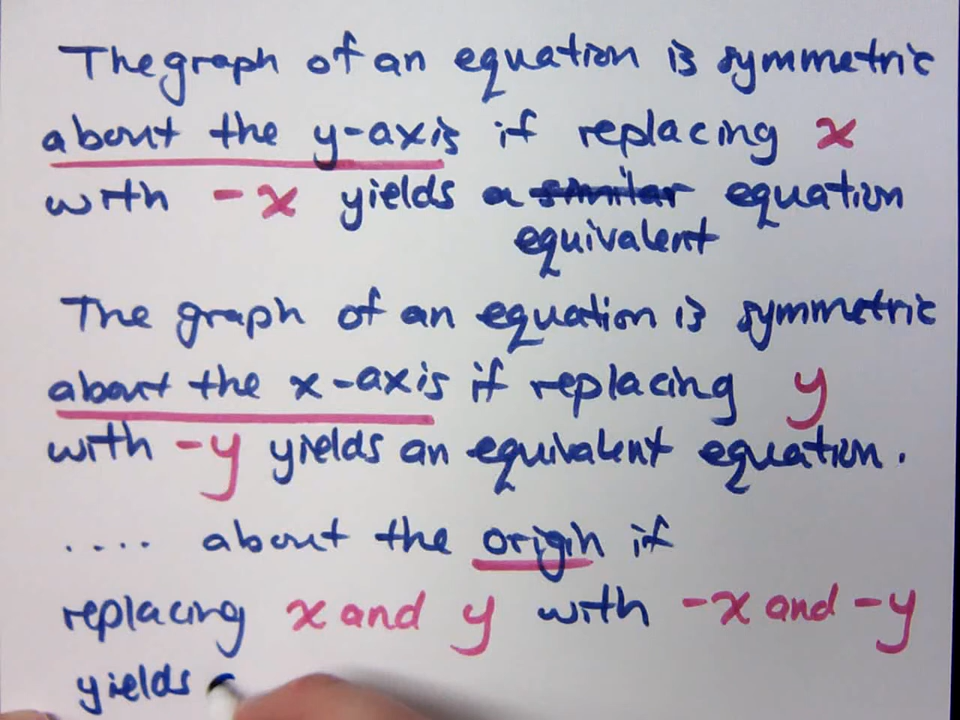 The graph of an equation is symmetric
about the y-axis if replacing x
with -x yields a similar equation
equivalent
The graph of an equation is symmetric
about the x-axis if replacing y
with -y yields an equivalent equation.
.... about the origin if
replacing x and y with -x and -y
yields